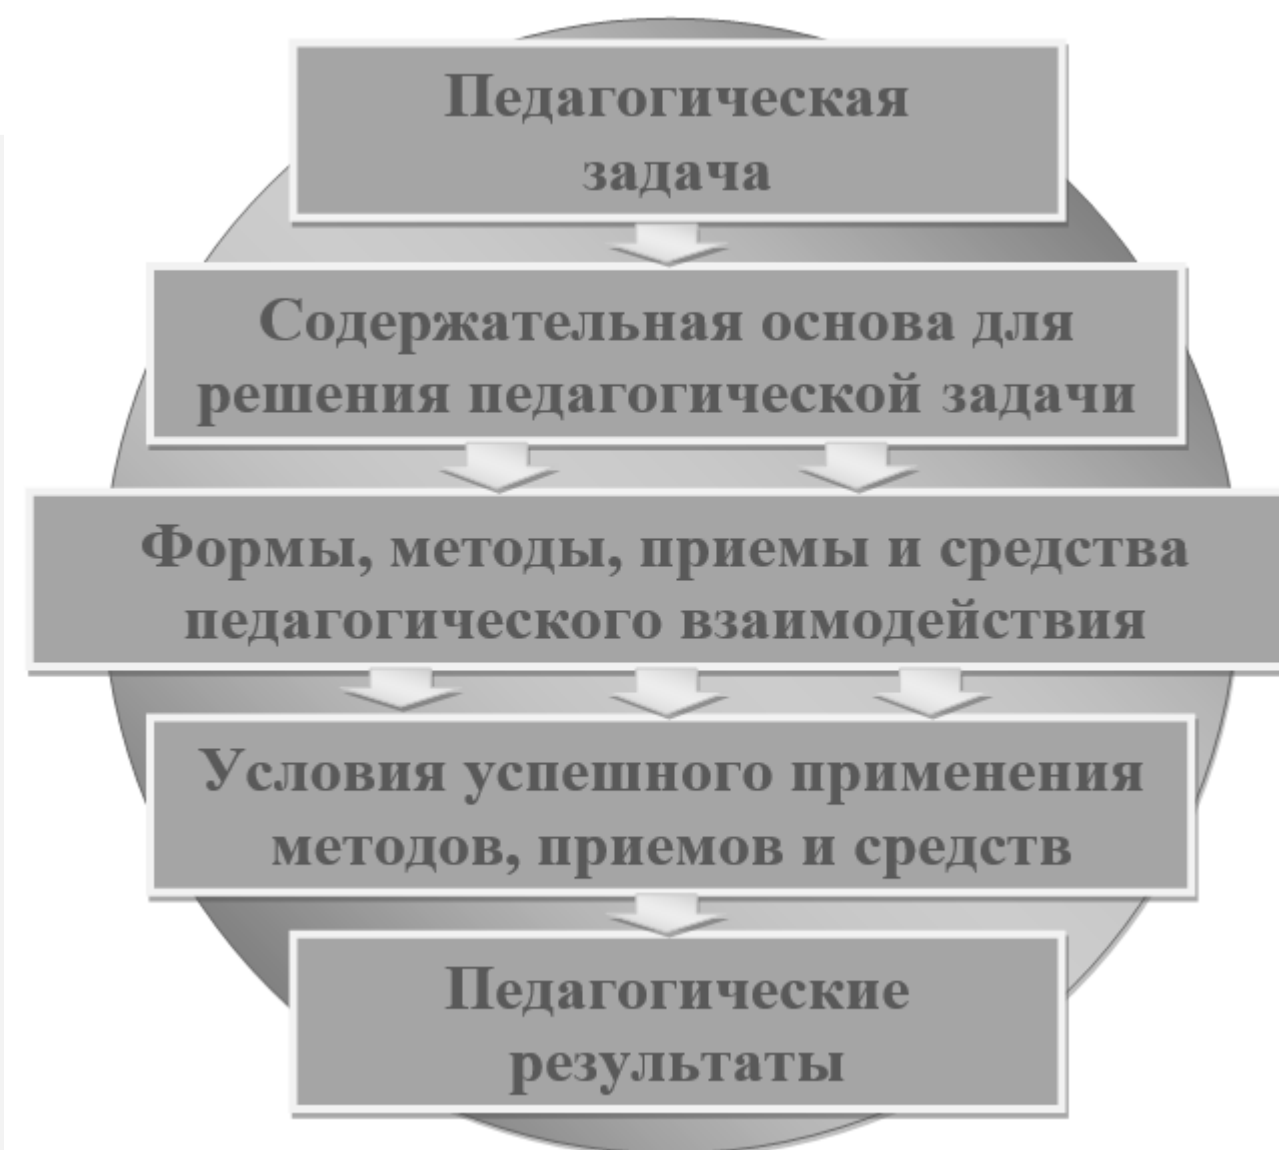 Педагогическая
задача
Содержательная основа для
решения педагогической задачи
Формы, методы, приемы и средства
педагогического взаимодействия
Условия успешного применения
методов, приемов и средств
Педагогические
результаты